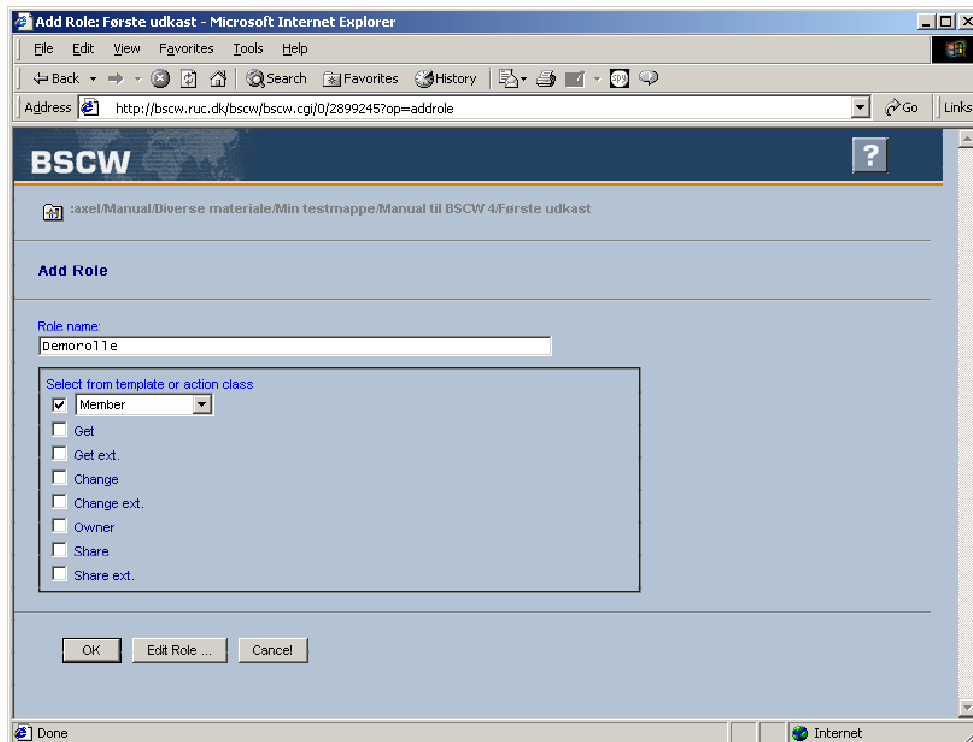 Add Role: Første udkast - Microsoft Internet Explorer
File Edit View Favorites Tools Help
Back Search Favorites History spy
Address http://bscw.ruc.dk/bscw/bscw.cgi/0/2899245?op=addrole Go Links
BSCW ?
:axel/Manual/Diverse materiale/Min testmappe/Manual til BSCW 4/Første udkast
Add Role
Role name:
Demorolle
Select from template or action class
Member
Get
Get ext.
Change
Change ext.
Owner
Share
Share ext.
OK Edit Role ... Cancel
Done Internet